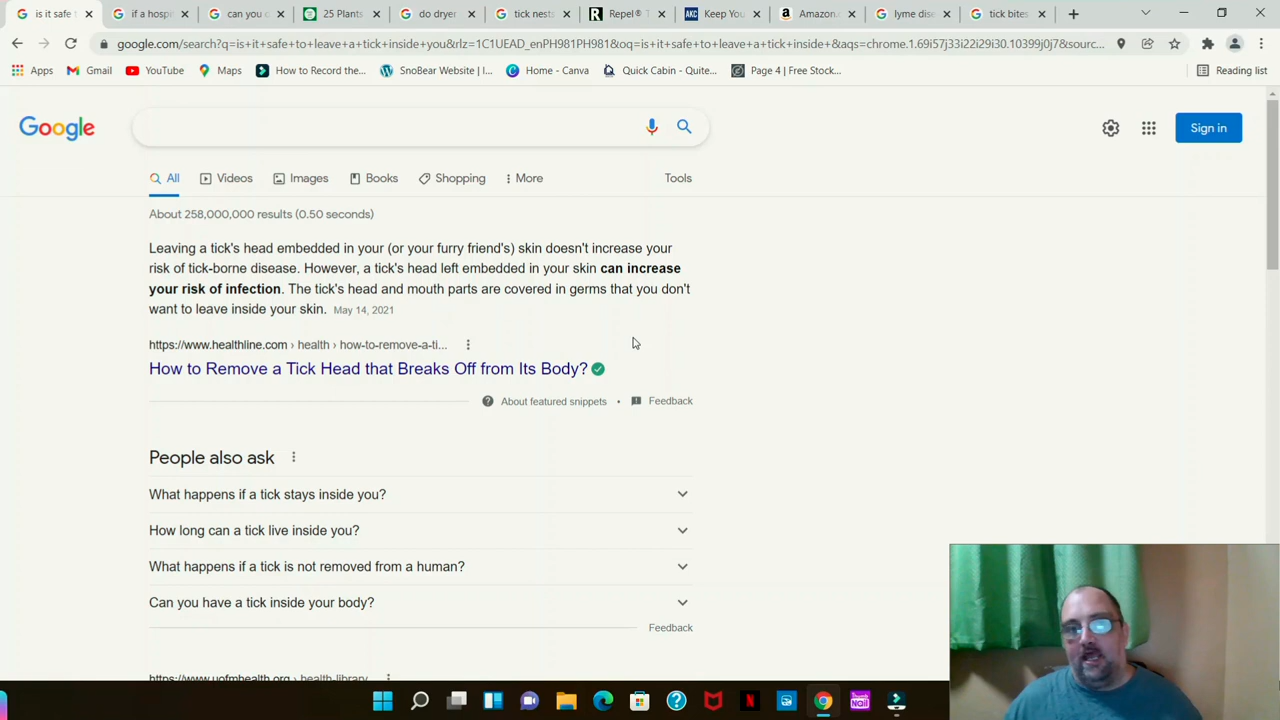 is it safe t
if a hospi
can you e
25 Plants
do dryer
tick nests
Repel® T
Keep You
Amazon.
lyme dise
tick bites
google.com/search?q=is+it+safe+to+leave+a+tick+inside+you&rlz=1C1UEAD_enPH981PH981&oq=is+it+safe+to+leave+a+tick+inside+&aqs=chrome.1.69i57j33i22i29i30.10399j0j7&sourc...
Apps
Gmail
YouTube
Maps
How to Record the...
SnoBear Website | I...
Home - Canva
Quick Cabin - Quite...
Page 4 | Free Stock...
Reading list
Google
Sign in
All
Videos
Images
Books
Shopping
More
Tools
About 258,000,000 results (0.50 seconds)
Leaving a tick's head embedded in your (or your furry friend's) skin doesn't increase your
risk of tick-borne disease. However, a tick's head left embedded in your skin can increase
your risk of infection. The tick's head and mouth parts are covered in germs that you don't
want to leave inside your skin. May 14, 2021
https://www.healthline.com › health › how-to-remove-a-ti...
How to Remove a Tick Head that Breaks Off from Its Body?
About featured snippets • Feedback
People also ask
What happens if a tick stays inside you?
How long can a tick live inside you?
What happens if a tick is not removed from a human?
Can you have a tick inside your body?
Feedback
https://www.uofmhealth.org › health-library